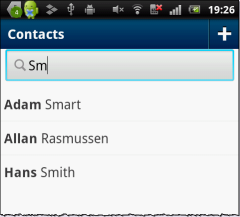 19:26
Contacts +
Sm
Adam Smart
Allan Rasmussen
Hans Smith